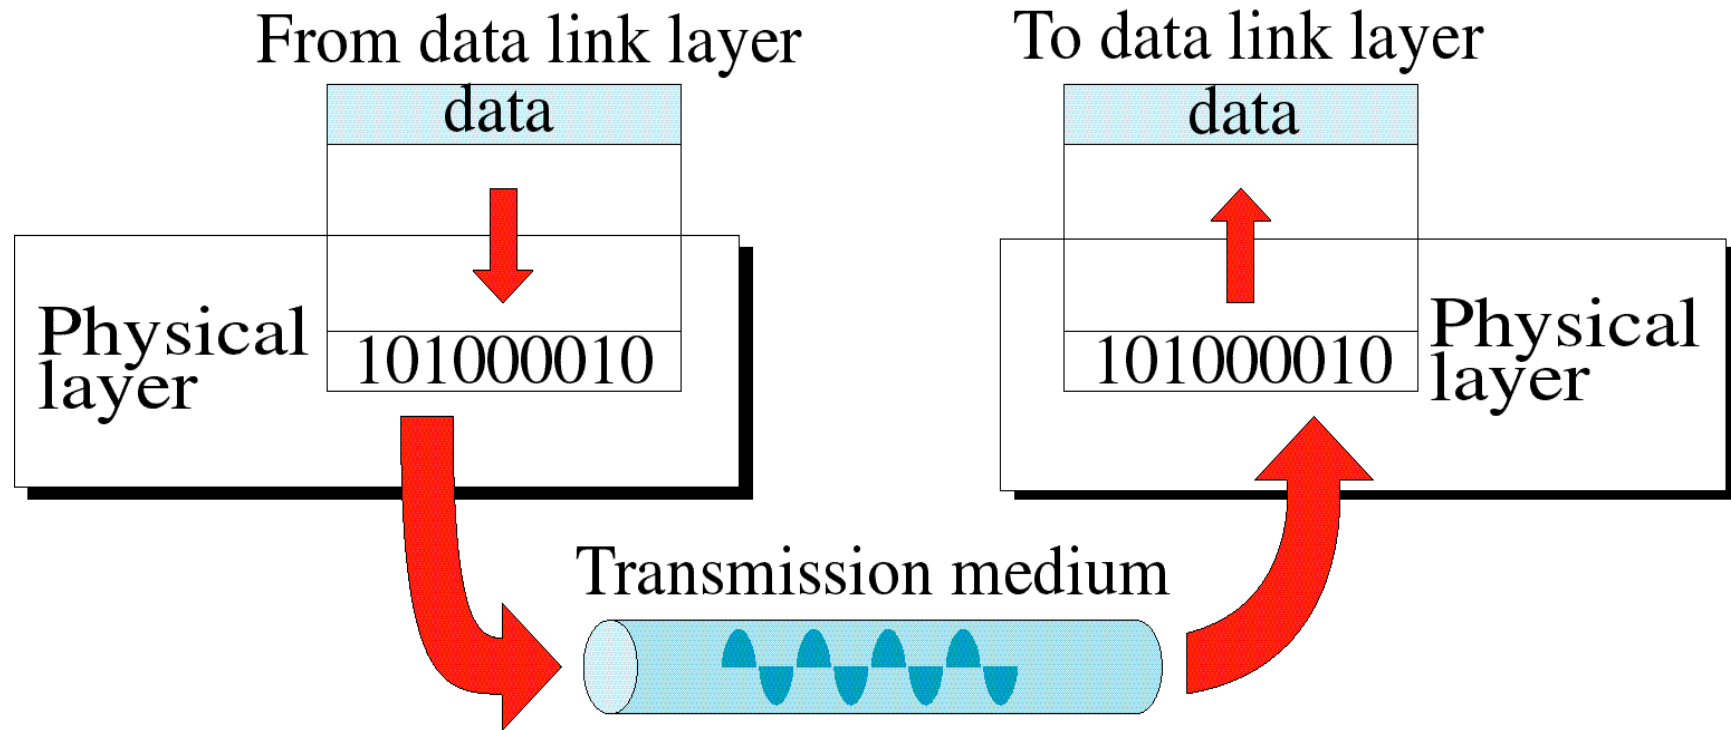 From data link layer
data
Physical
layer
101000010
To data link layer
data
101000010
Physical
layer
Transmission medium